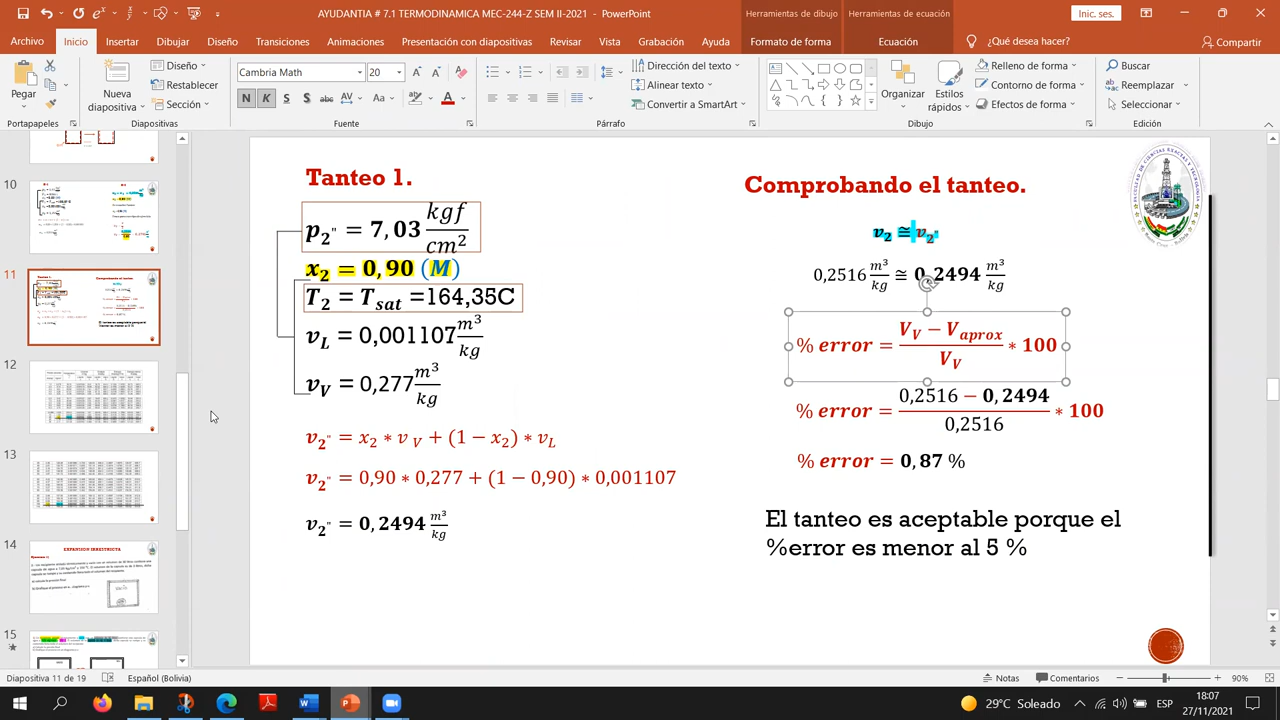 AYUDANTIA # 7.1 TERMODINAMICA MEC-244-Z SEM II-2021 - PowerPoint
Herramientas de dibujo
Herramientas de ecuación
Inic. ses.
Archivo
Inicio
Insertar
Dibujar
Diseño
Transiciones
Animaciones
Presentación con diapositivas
Revisar
Vista
Grabación
Ayuda
Formato de forma
Ecuación
¿Qué desea hacer?
Compartir
Pegar
Nueva diapositiva
Diseño
Restablecer
Sección
Cambria Math
20
N K S S abc AV Aa A
Dirección del texto
Alinear texto
Convertir a SmartArt
Organizar
Estilos rápidos
Relleno de forma
Contorno de forma
Efectos de forma
Buscar
Reemplazar
Seleccionar
Portapapeles
Diapositivas
Fuente
Párrafo
Dibujo
Edición
10
11
12
13
14
EXPANSIÓN IRRESTRICTA
15
Tanteo 1.
p₂" = 7,03 kgf/cm²
x₂ = 0,90 (M)
T₂ = T_sat =164,35C
v_L = 0,001107 m³/kg
v_V = 0,277 m³/kg
v₂" = x₂ * v_V + (1 − x₂) * v_L
v₂" = 0,90 * 0,277 + (1 − 0,90) * 0,001107
v₂" = 0,2494 m³/kg
Comprobando el tanteo.
v₂ ≅ v₂"
0,2516 m³/kg ≅ 0,2494 m³/kg
% error = (V_V − V_aprox)/V_V * 100
% error = (0,2516 − 0,2494)/0,2516 * 100
% error = 0,87 %
El tanteo es aceptable porque el
%error es menor al 5 %
Diapositiva 11 de 19
Español (Bolivia)
Notas
Comentarios
90%
29°C Soleado
ESP
18:07
27/11/2021